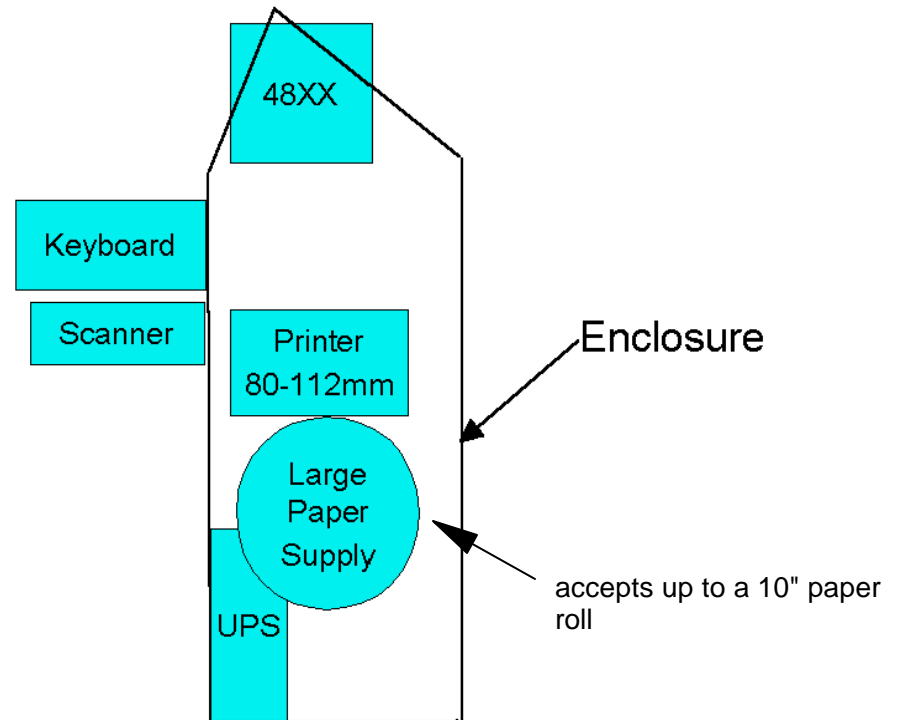 48XX
Keyboard
Scanner
Printer
80-112mm
Enclosure
Large
Paper
Supply
accepts up to a 10" paper
roll
UPS